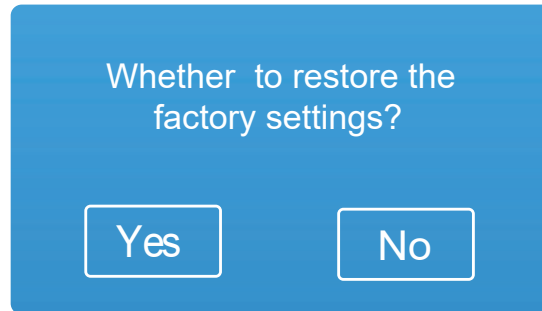 Whether to restore the
factory settings?
Yes
No